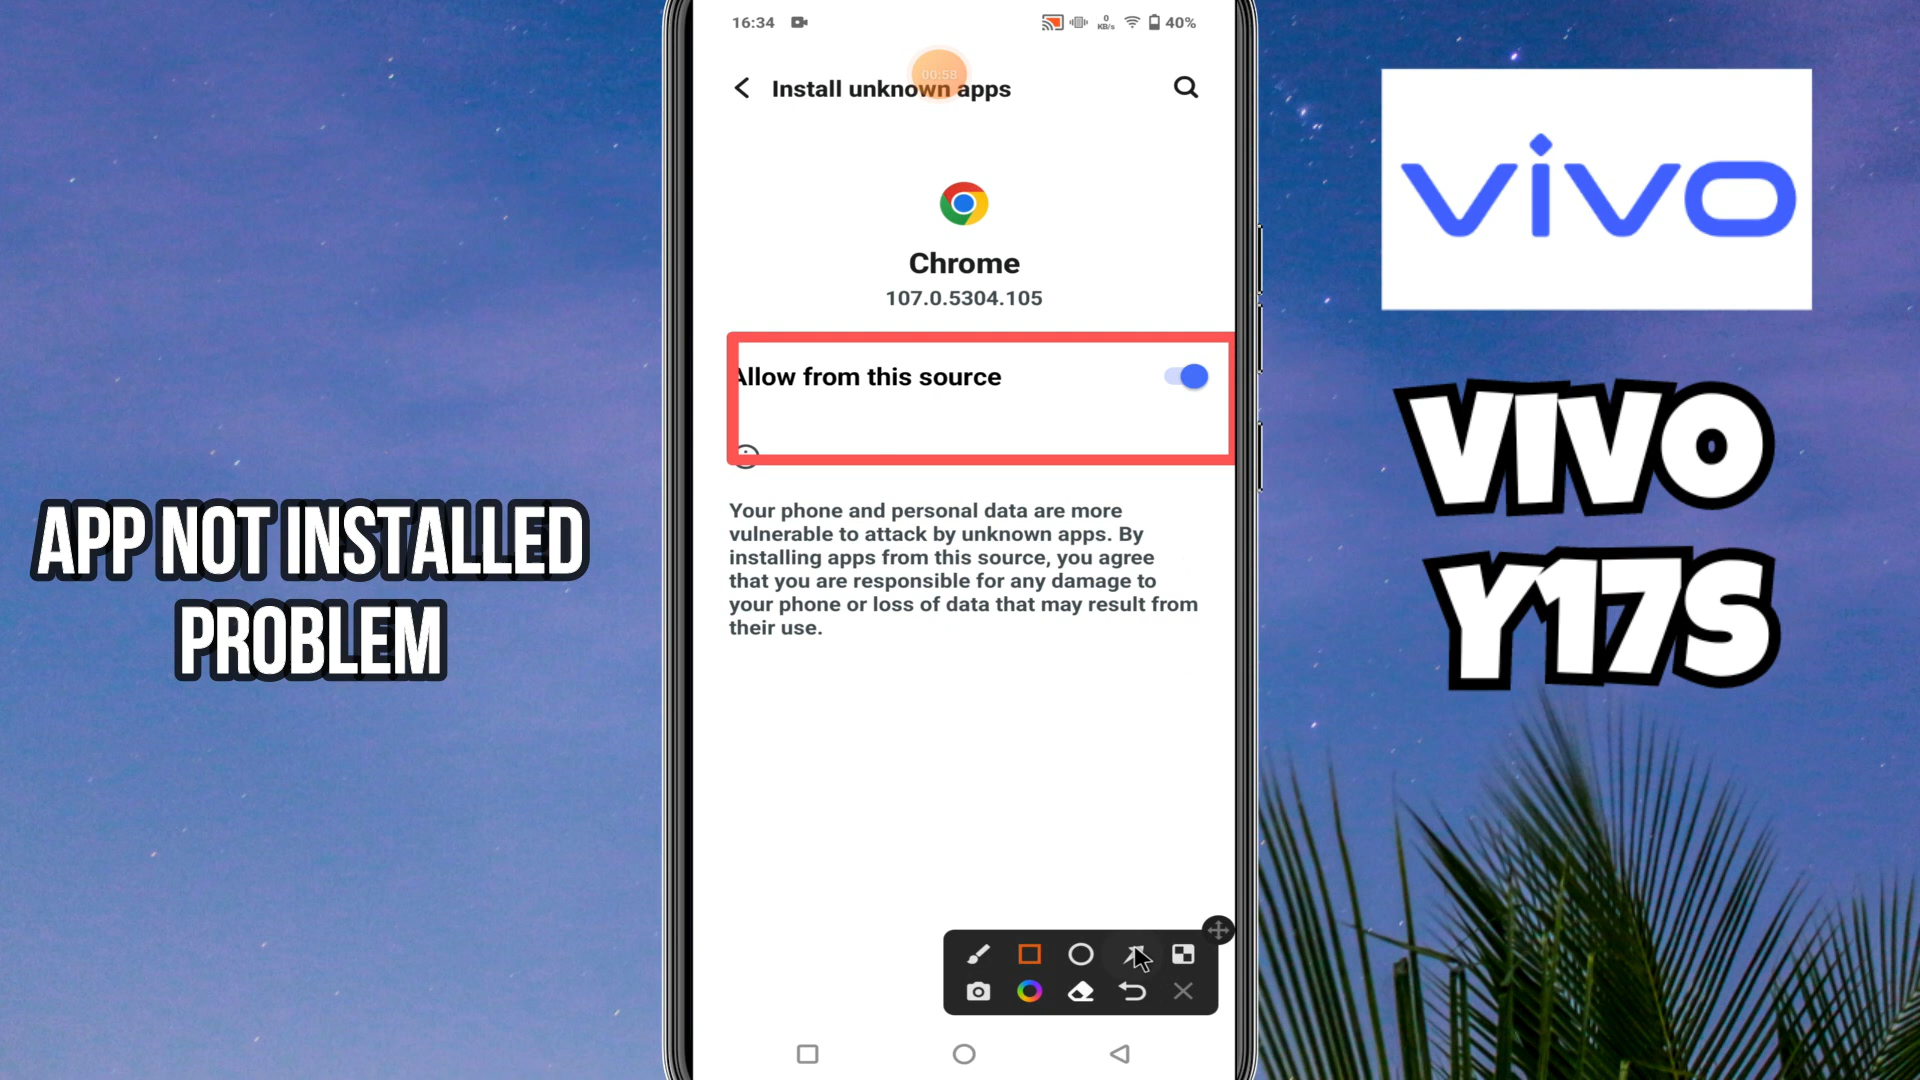 16:34
0
KB/s
40%
00:58
Install unknown apps
Chrome
107.0.5304.105
Allow from this source
Your phone and personal data are more
vulnerable to attack by unknown apps. By
installing apps from this source, you agree
that you are responsible for any damage to
your phone or loss of data that may result from
their use.
APP NOT INSTALLED
PROBLEM
vivo
VIVO
Y17S